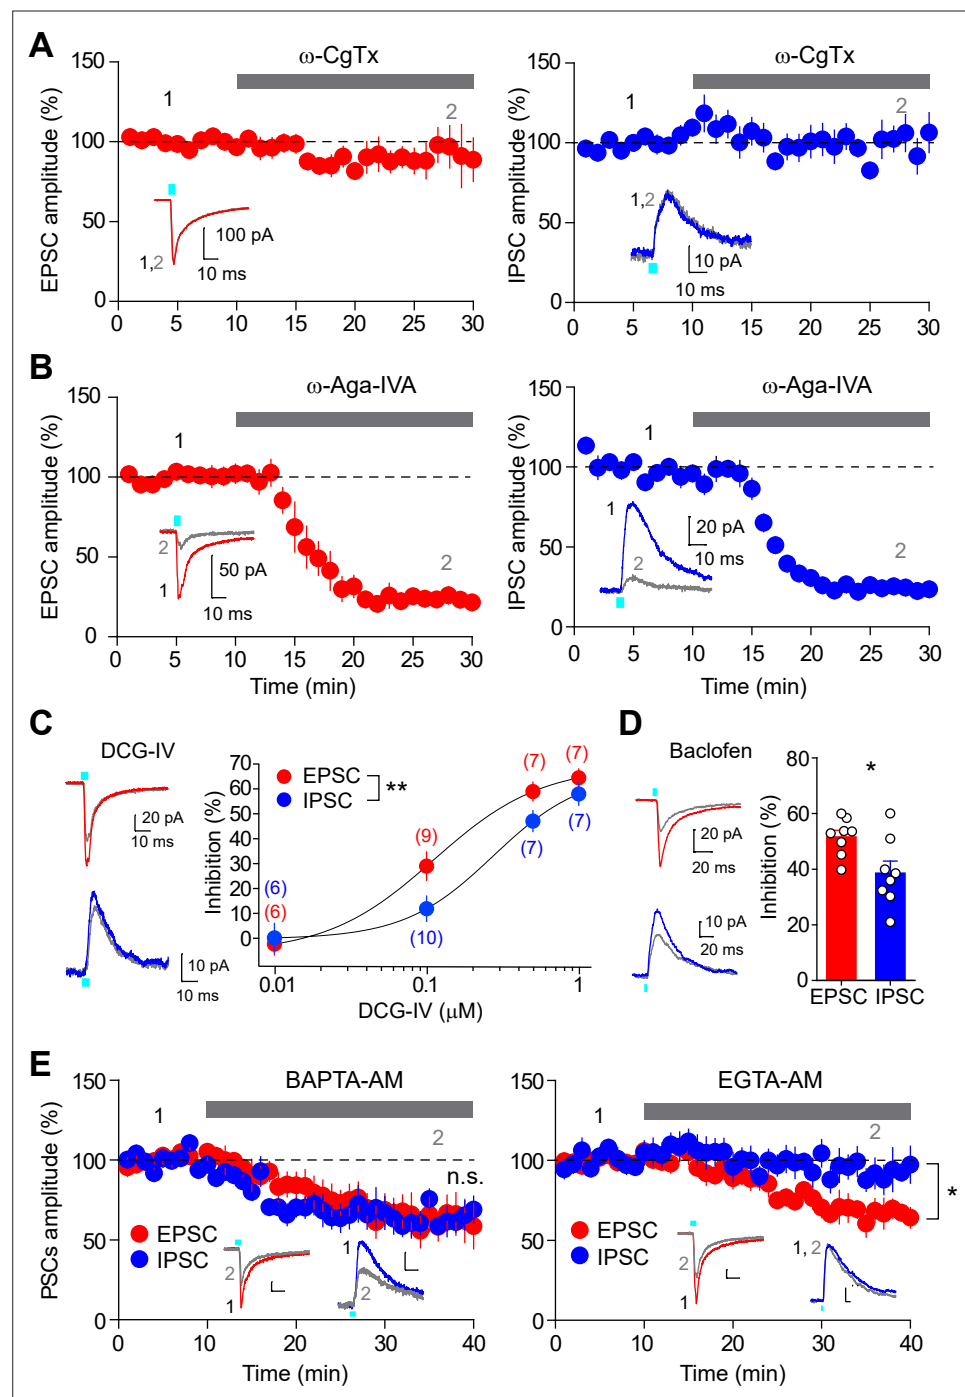 A
ω-CgTx
ω-CgTx
EPSC amplitude (%)
150
100
50
0
1
2
1,2
100 pA
10 ms
0 5 10 15 20 25 30
IPSC amplitude (%)
150
100
50
0
1
2
1,2
10 pA
10 ms
0 5 10 15 20 25 30
B
ω-Aga-IVA
ω-Aga-IVA
EPSC amplitude (%)
150
100
50
0
1
2
2
1
50 pA
10 ms
0 5 10 15 20 25 30
Time (min)
IPSC amplitude (%)
150
100
50
0
1
2
1
2
20 pA
10 ms
0 5 10 15 20 25 30
Time (min)
C
DCG-IV
20 pA
10 ms
10 pA
10 ms
Inhibition (%)
70
60
50
40
30
20
10
0
EPSC
IPSC
**
(6)
(6)
(9)
(10)
(7)
(7)
(7)
(7)
0.01 0.1 1
DCG-IV (μM)
D
Baclofen
20 pA
20 ms
10 pA
20 ms
Inhibition (%)
80
60
40
20
0
*
EPSC IPSC
E
BAPTA-AM
EGTA-AM
PSCs amplitude (%)
150
100
50
0
1
2
n.s.
EPSC
IPSC
2
1
1
2
0 10 20 30 40
Time (min)
150
100
50
0
1
2
*
EPSC
IPSC
2
1
1,2
0 10 20 30 40
Time (min)